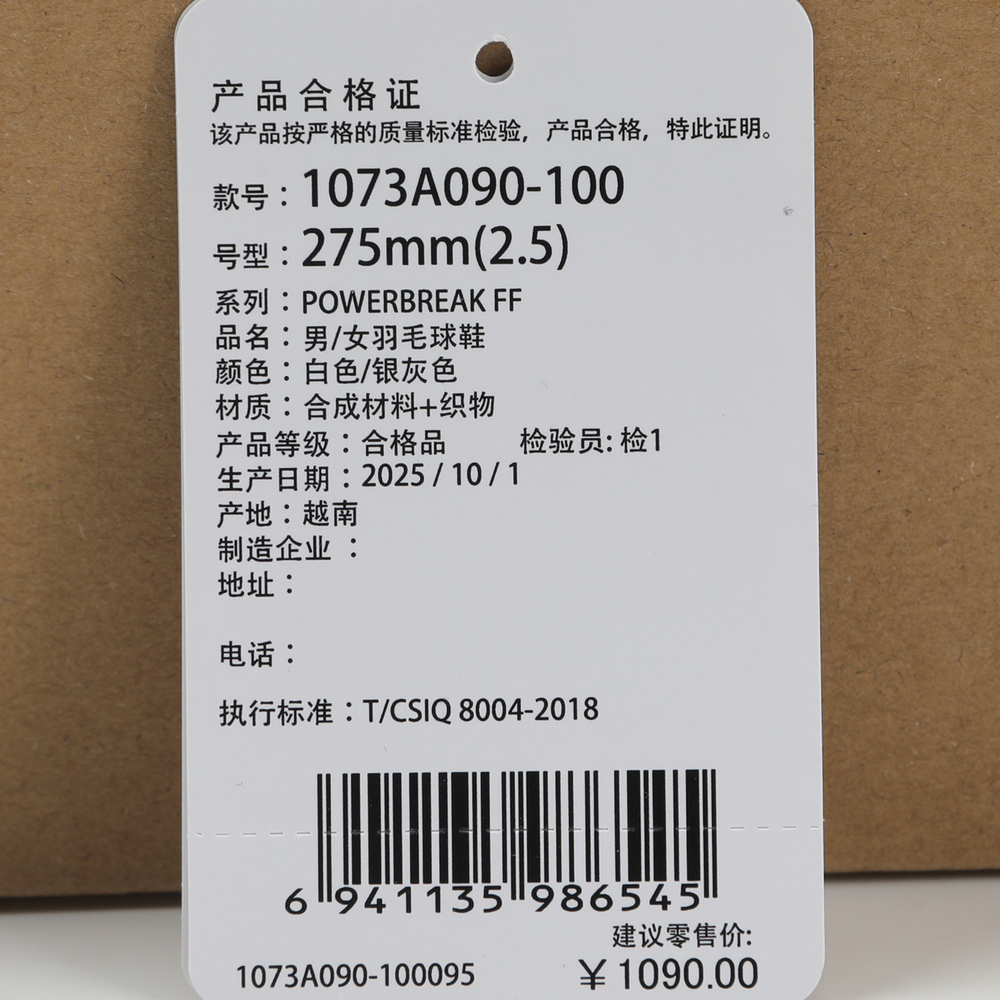 产品合格证
该产品按严格的质量标准检验，产品合格，特此证明。
款号：1073A090-100
号型：275mm(2.5)
系列：POWERBREAK FF
品名：男/女羽毛球鞋
颜色：白色/银灰色
材质：合成材料+织物
产品等级：合格品 检验员: 检1
生产日期：2025 / 10 / 1
产地：越南
制造企业：
地址：
电话：
执行标准：T/CSIQ 8004-2018
6 941135 986545
建议零售价:
1073A090-100095 ￥1090.00